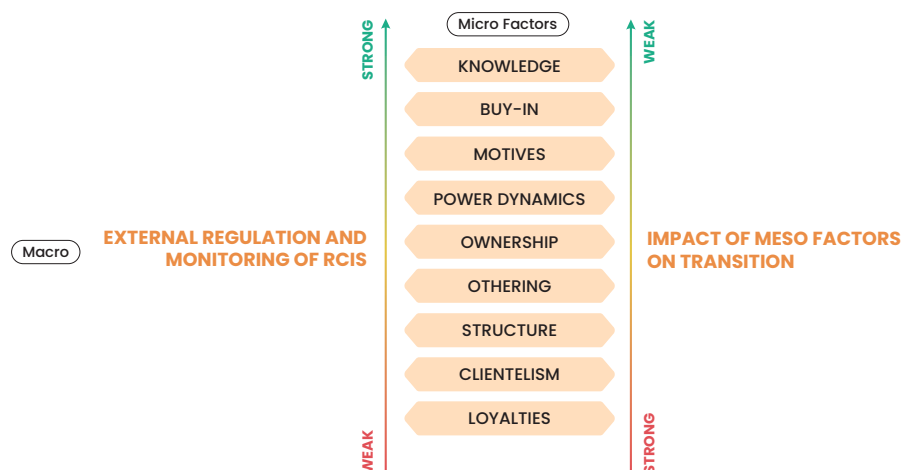 Micro Factors
STRONG
WEAK
KNOWLEDGE
BUY-IN
MOTIVES
POWER DYNAMICS
OWNERSHIP
OTHERING
STRUCTURE
CLIENTELISM
LOYALTIES
Macro
EXTERNAL REGULATION AND
MONITORING OF RCIS
IMPACT OF MESO FACTORS
ON TRANSITION
WEAK
STRONG